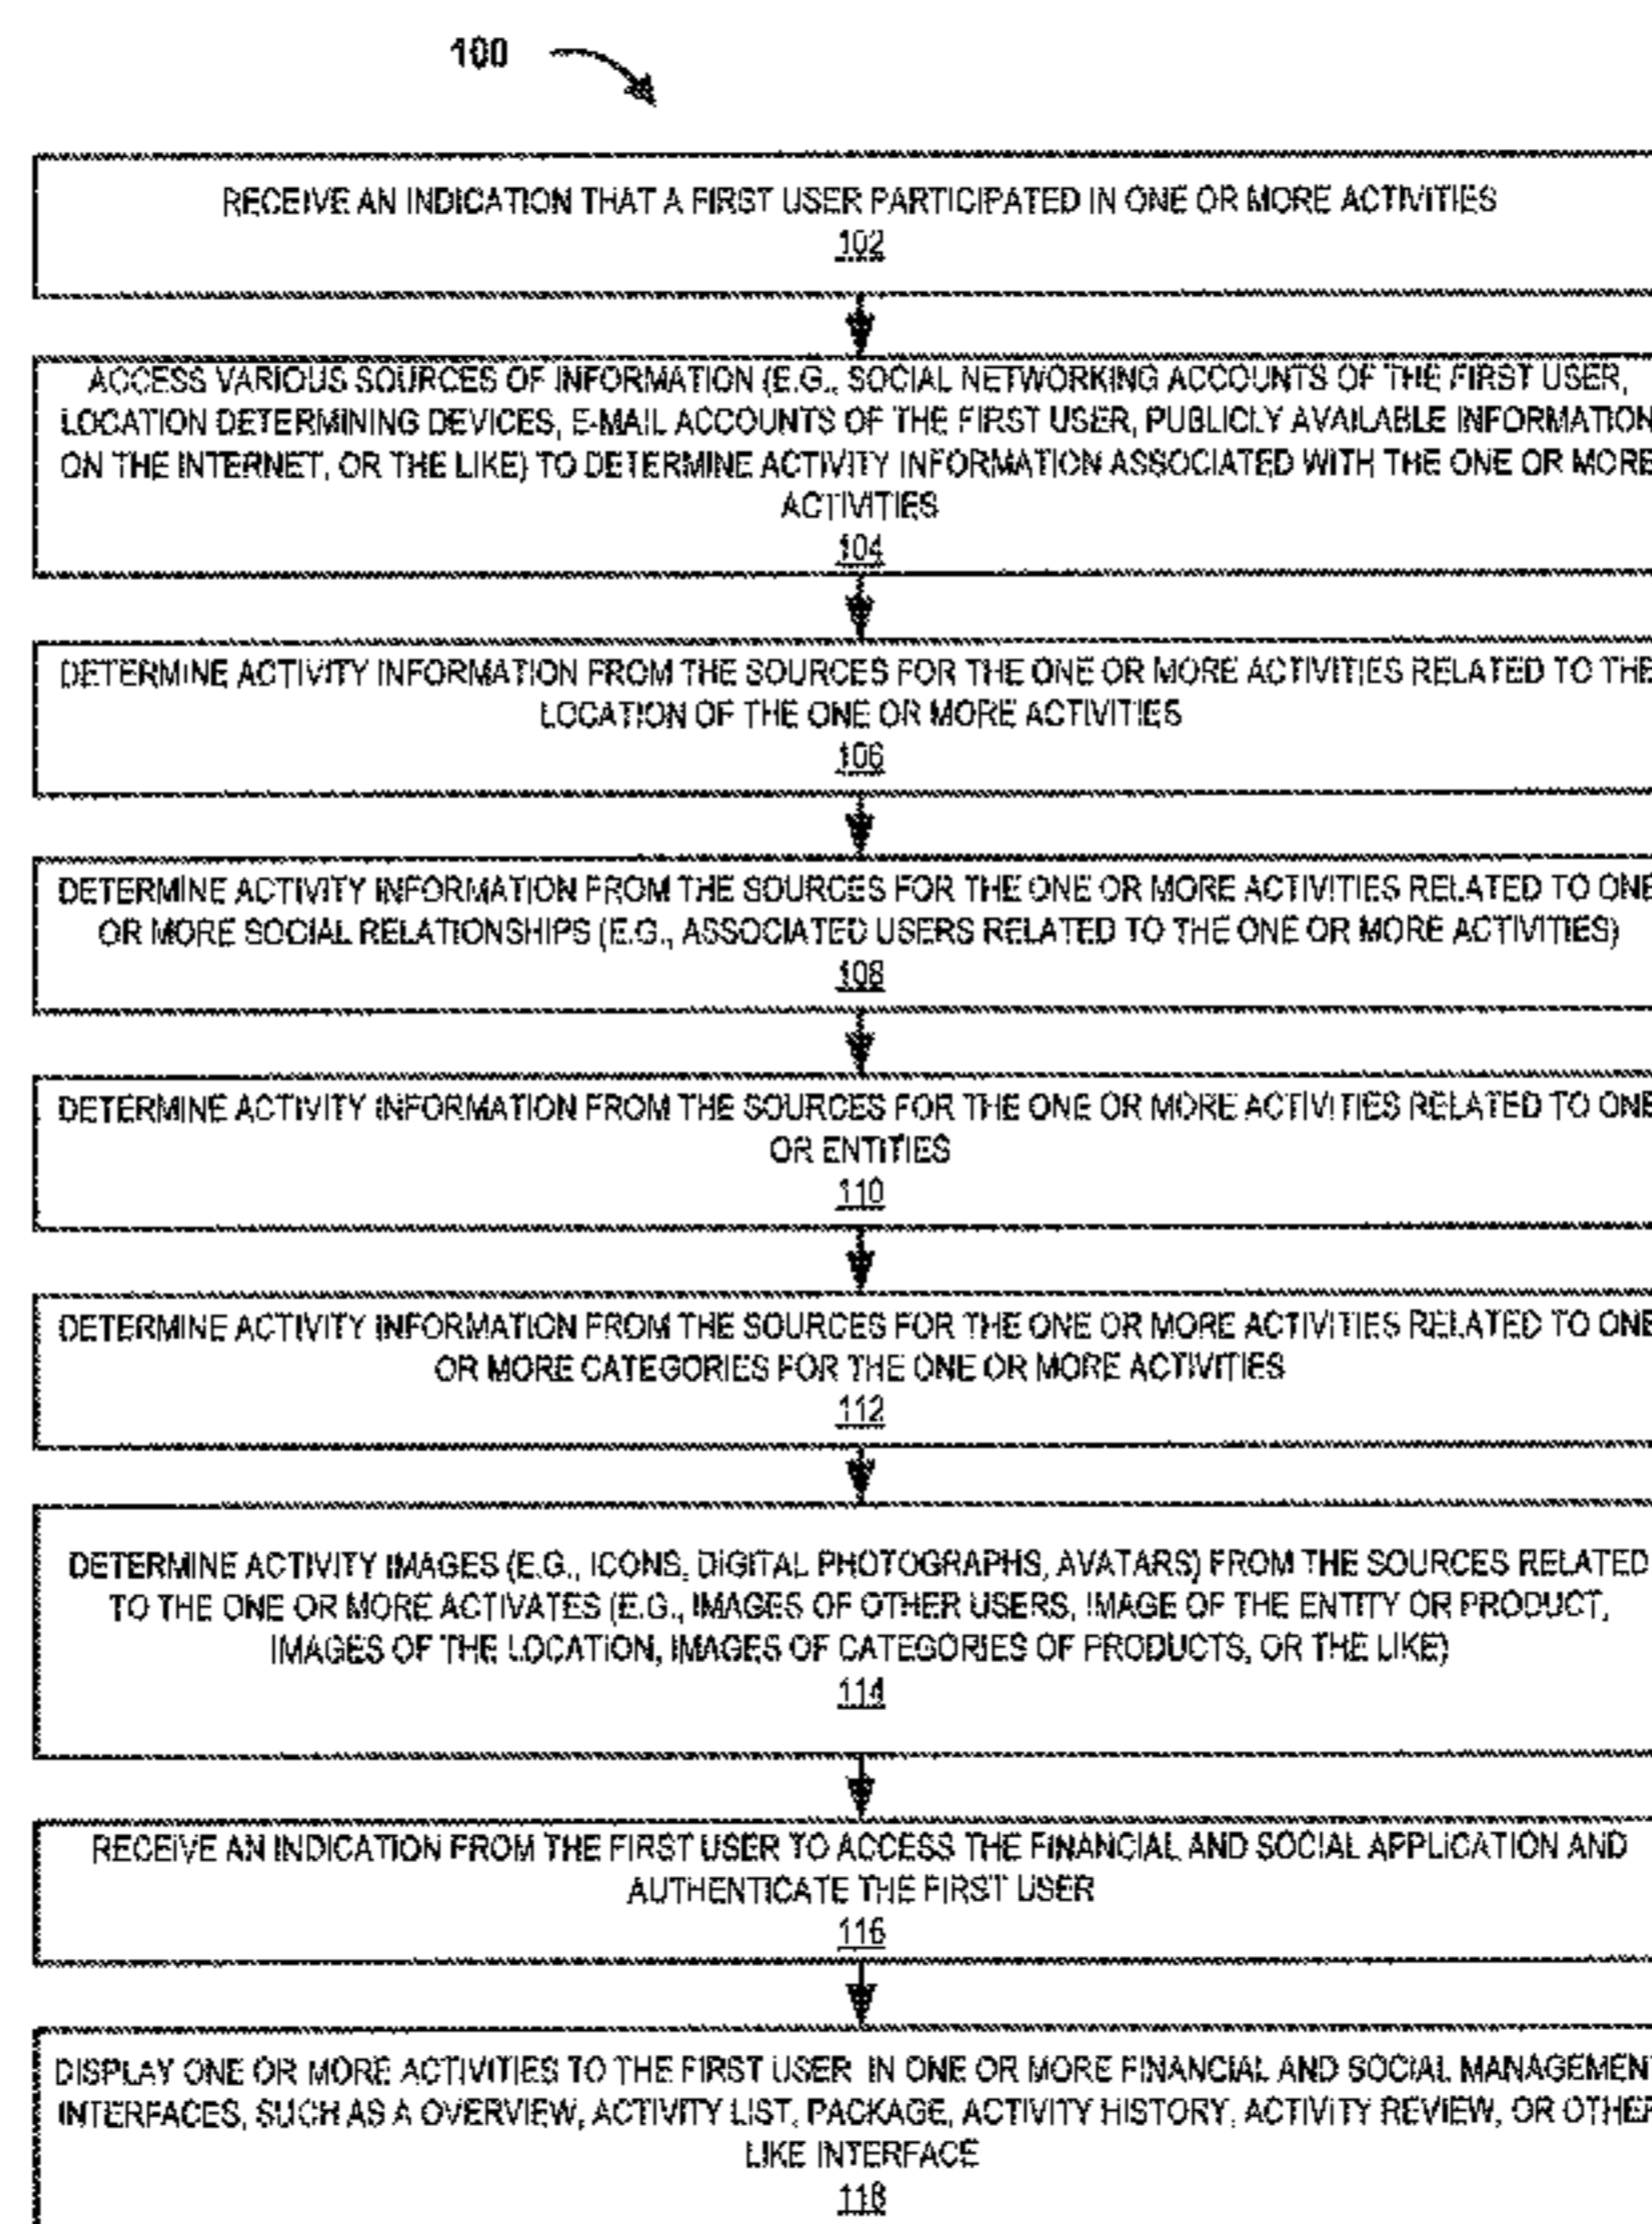 100
RECEIVE AN INDICATION THAT A FIRST USER PARTICIPATED IN ONE OR MORE ACTIVITIES
102
ACCESS VARIOUS SOURCES OF INFORMATION (E.G., SOCIAL NETWORKING ACCOUNTS OF THE FIRST USER,
LOCATION DETERMINING DEVICES, E-MAIL ACCOUNTS OF THE FIRST USER, PUBLICLY AVAILABLE INFORMATION
ON THE INTERNET, OR THE LIKE) TO DETERMINE ACTIVITY INFORMATION ASSOCIATED WITH THE ONE OR MORE
ACTIVITIES
104
DETERMINE ACTIVITY INFORMATION FROM THE SOURCES FOR THE ONE OR MORE ACTIVITIES RELATED TO THE
LOCATION OF THE ONE OR MORE ACTIVITIES
106
DETERMINE ACTIVITY INFORMATION FROM THE SOURCES FOR THE ONE OR MORE ACTIVITIES RELATED TO ONE
OR MORE SOCIAL RELATIONSHIPS (E.G., ASSOCIATED USERS RELATED TO THE ONE OR MORE ACTIVITIES)
108
DETERMINE ACTIVITY INFORMATION FROM THE SOURCES FOR THE ONE OR MORE ACTIVITIES RELATED TO ONE
OR ENTITIES
110
DETERMINE ACTIVITY INFORMATION FROM THE SOURCES FOR THE ONE OR MORE ACTIVITIES RELATED TO ONE
OR MORE CATEGORIES FOR THE ONE OR MORE ACTIVITIES
112
DETERMINE ACTIVITY IMAGES (E.G., ICONS, DIGITAL PHOTOGRAPHS, AVATARS) FROM THE SOURCES RELATED
TO THE ONE OR MORE ACTIVATES (E.G., IMAGES OF OTHER USERS, IMAGE OF THE ENTITY OR PRODUCT,
IMAGES OF THE LOCATION, IMAGES OF CATEGORIES OF PRODUCTS, OR THE LIKE)
114
RECEIVE AN INDICATION FROM THE FIRST USER TO ACCESS THE FINANCIAL AND SOCIAL APPLICATION AND
AUTHENTICATE THE FIRST USER
116
DISPLAY ONE OR MORE ACTIVITIES TO THE FIRST USER IN ONE OR MORE FINANCIAL AND SOCIAL MANAGEMEN
INTERFACES, SUCH AS A OVERVIEW, ACTIVITY LIST, PACKAGE, ACTIVITY HISTORY, ACTIVITY REVIEW, OR OTHER
LIKE INTERFACE
118